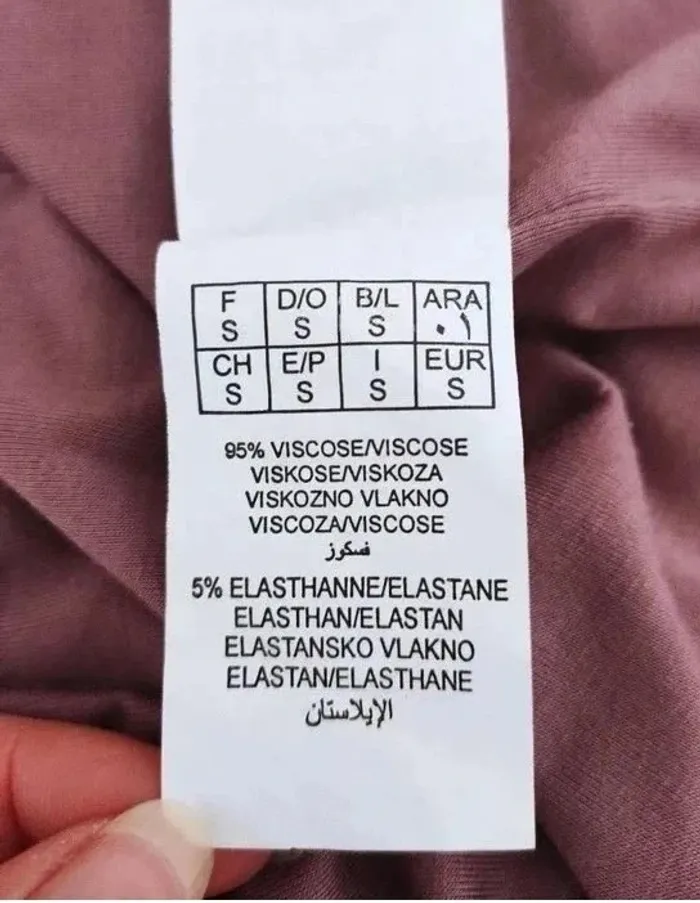 F D/O B/L ARA
S S S ٠١
CH E/P I EUR
S S S S
95% VISCOSE/VISCOSE
VISKOSE/VISKOZA
VISKOZNO VLAKNO
VISCOZA/VISCOSE
فسكوز
5% ELASTHANNE/ELASTANE
ELASTHAN/ELASTAN
ELASTANSKO VLAKNO
ELASTAN/ELASTHANE
الإيلاستان